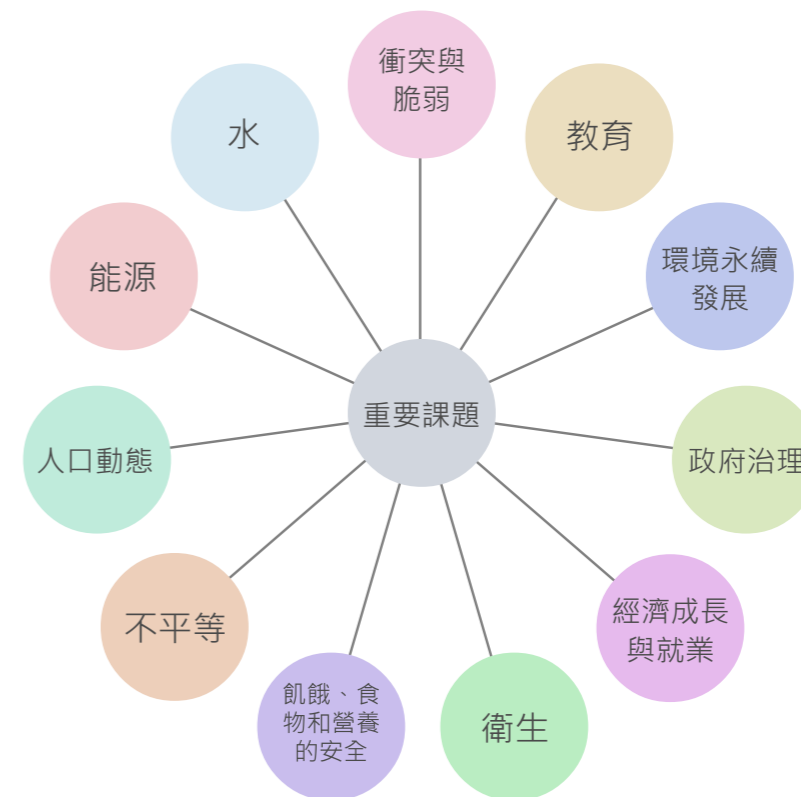 衝突與
脆弱
水
教育
能源
環境永續
發展
重要課題
人口動態
政府治理
不平等
經濟成長
與就業
飢餓、食
物和營養
的安全
衛生